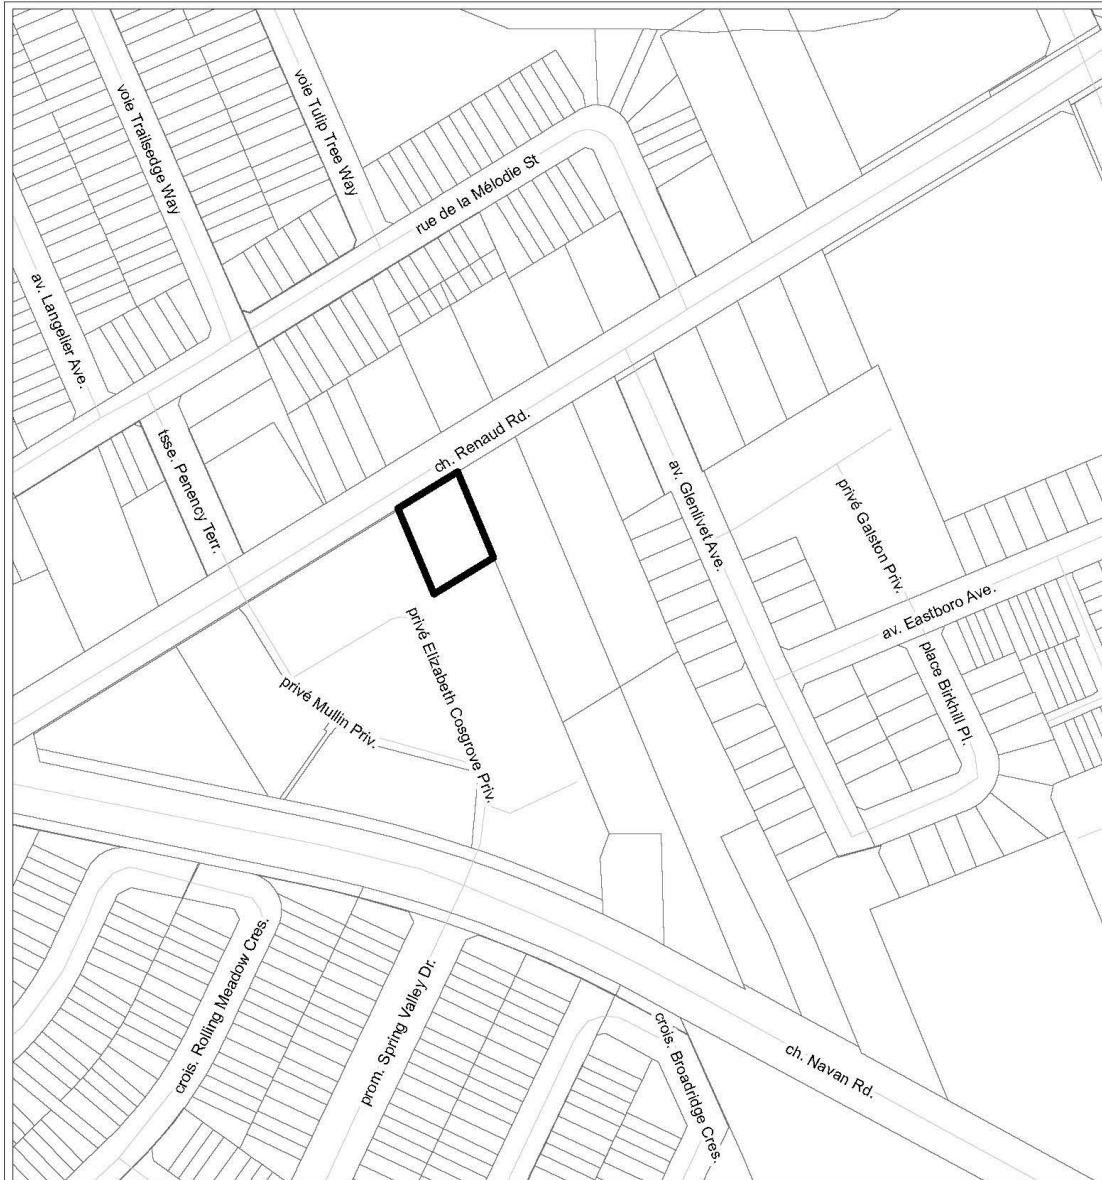 voie Trailsedge Way
voie Tulip Tree Way
rue de la Mélodie St
av. Langelier Ave.
tsse. Penency Terr.
ch. Renaud Rd.
av. Glenlivet Ave.
privé Galston Priv.
av. Eastboro Ave.
place Birkhill Pl.
privé Elizabeth Cosgrove Priv.
privé Mullin Priv.
crois. Rolling Meadow Cres.
prom. Spring Valley Dr.
crois. Broadridge Cres.
ch. Navan Rd.